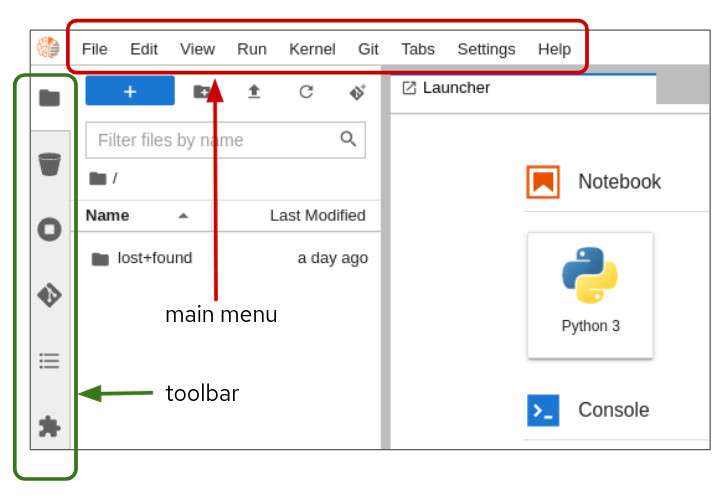 File Edit View Run Kernel Git Tabs Settings Help
+
Launcher
Filter files by name
/
Name Last Modified
lost+found a day ago
main menu
toolbar
Notebook
Python 3
Console